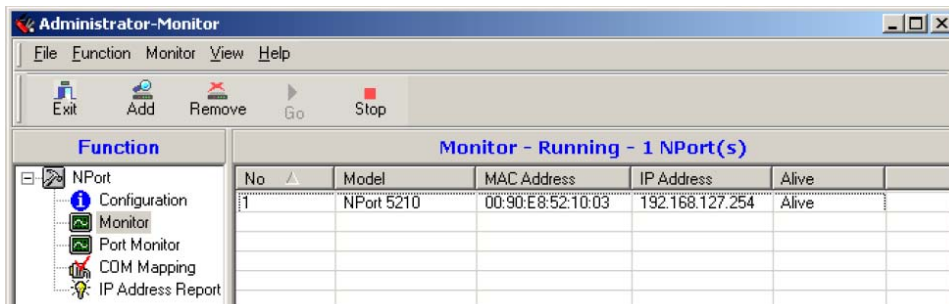 Administrator-Monitor
File Function Monitor View Help
Exit Add Remove Go Stop
Function
Monitor - Running - 1 NPort(s)
NPort
Configuration
Monitor
Port Monitor
COM Mapping
IP Address Report
No Model MAC Address IP Address Alive
1 NPort 5210 00:90:E8:52:10:03 192.168.127.254 Alive